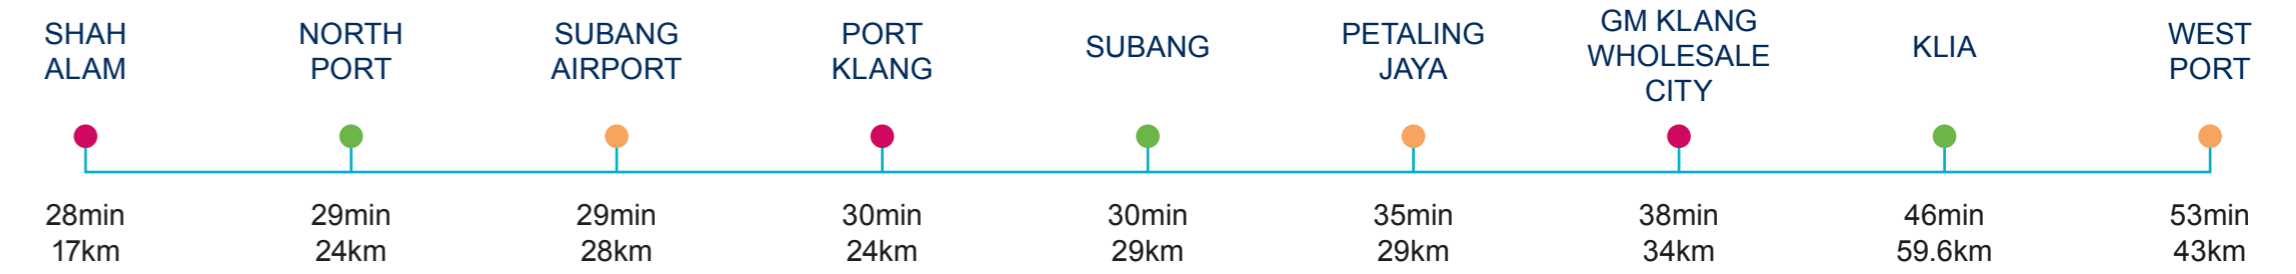 SHAH
ALAM
28min
17km
NORTH
PORT
29min
24km
SUBANG
AIRPORT
29min
28km
PORT
KLANG
30min
24km
SUBANG
30min
29km
PETALING
JAYA
35min
29km
GM KLANG
WHOLESALE
CITY
38min
34km
KLIA
46min
59.6km
WEST
PORT
53min
43km